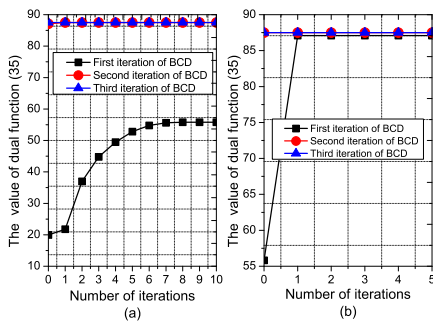 90
80
70
60
50
40
30
20
10
The value of dual function (35)
First iteration of BCD
Second iteration of BCD
Third iteration of BCD
0 1 2 3 4 5 6 7 8 9 10
Number of iterations
(a)
90
85
80
75
70
65
60
55
The value of dual function (35)
First iteration of BCD
Second iteration of BCD
Third iteration of BCD
0 1 2 3 4 5
Number of iterations
(b)